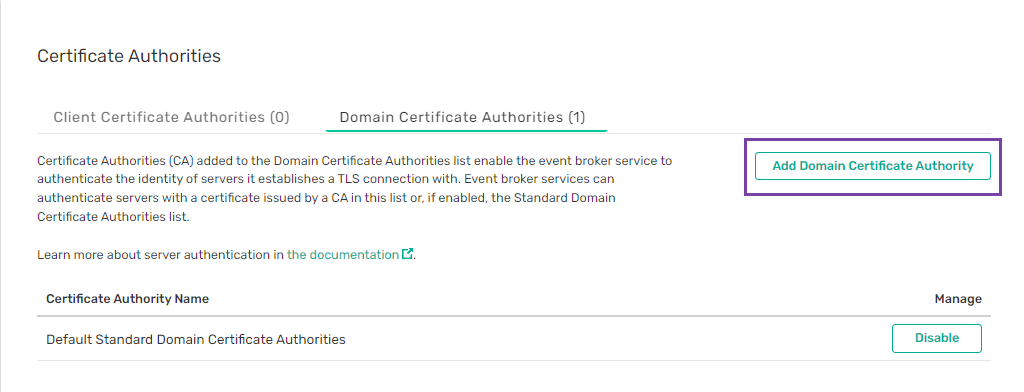 Certificate Authorities
Client Certificate Authorities (0)
Domain Certificate Authorities (1)
Certificate Authorities (CA) added to the Domain Certificate Authorities list enable the event broker service to
authenticate the identity of servers it establishes a TLS connection with. Event broker services can
authenticate servers with a certificate issued by a CA in this list or, if enabled, the Standard Domain
Certificate Authorities list.
Add Domain Certificate Authority
Learn more about server authentication in the documentation.
Certificate Authority Name
Manage
Default Standard Domain Certificate Authorities
Disable